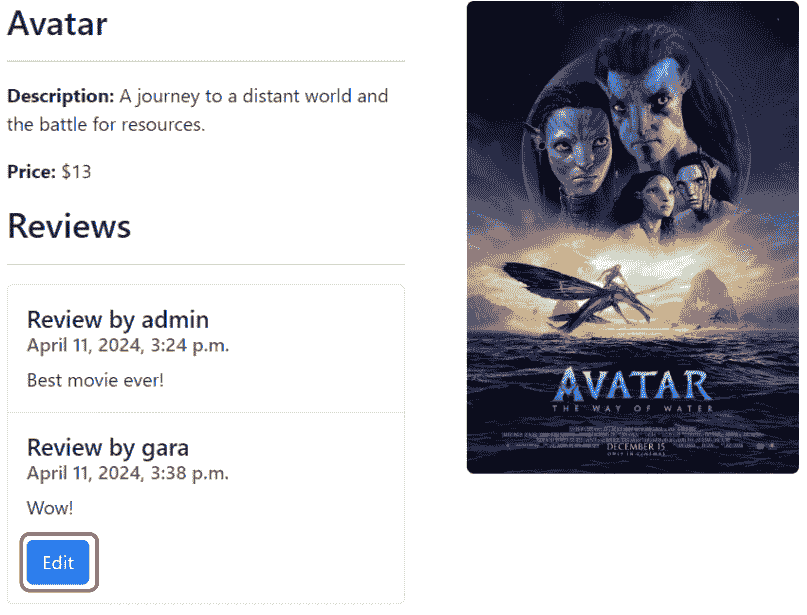 Avatar
Description: A journey to a distant world and
the battle for resources.
Price: $13
Reviews
Review by admin
April 11, 2024, 3:24 p.m.
Best movie ever!
Review by gara
April 11, 2024, 3:38 p.m.
Wow!
Edit
AVATAR
THE WAY OF WATER
DECEMBER 15
ONLY IN CINEMAS